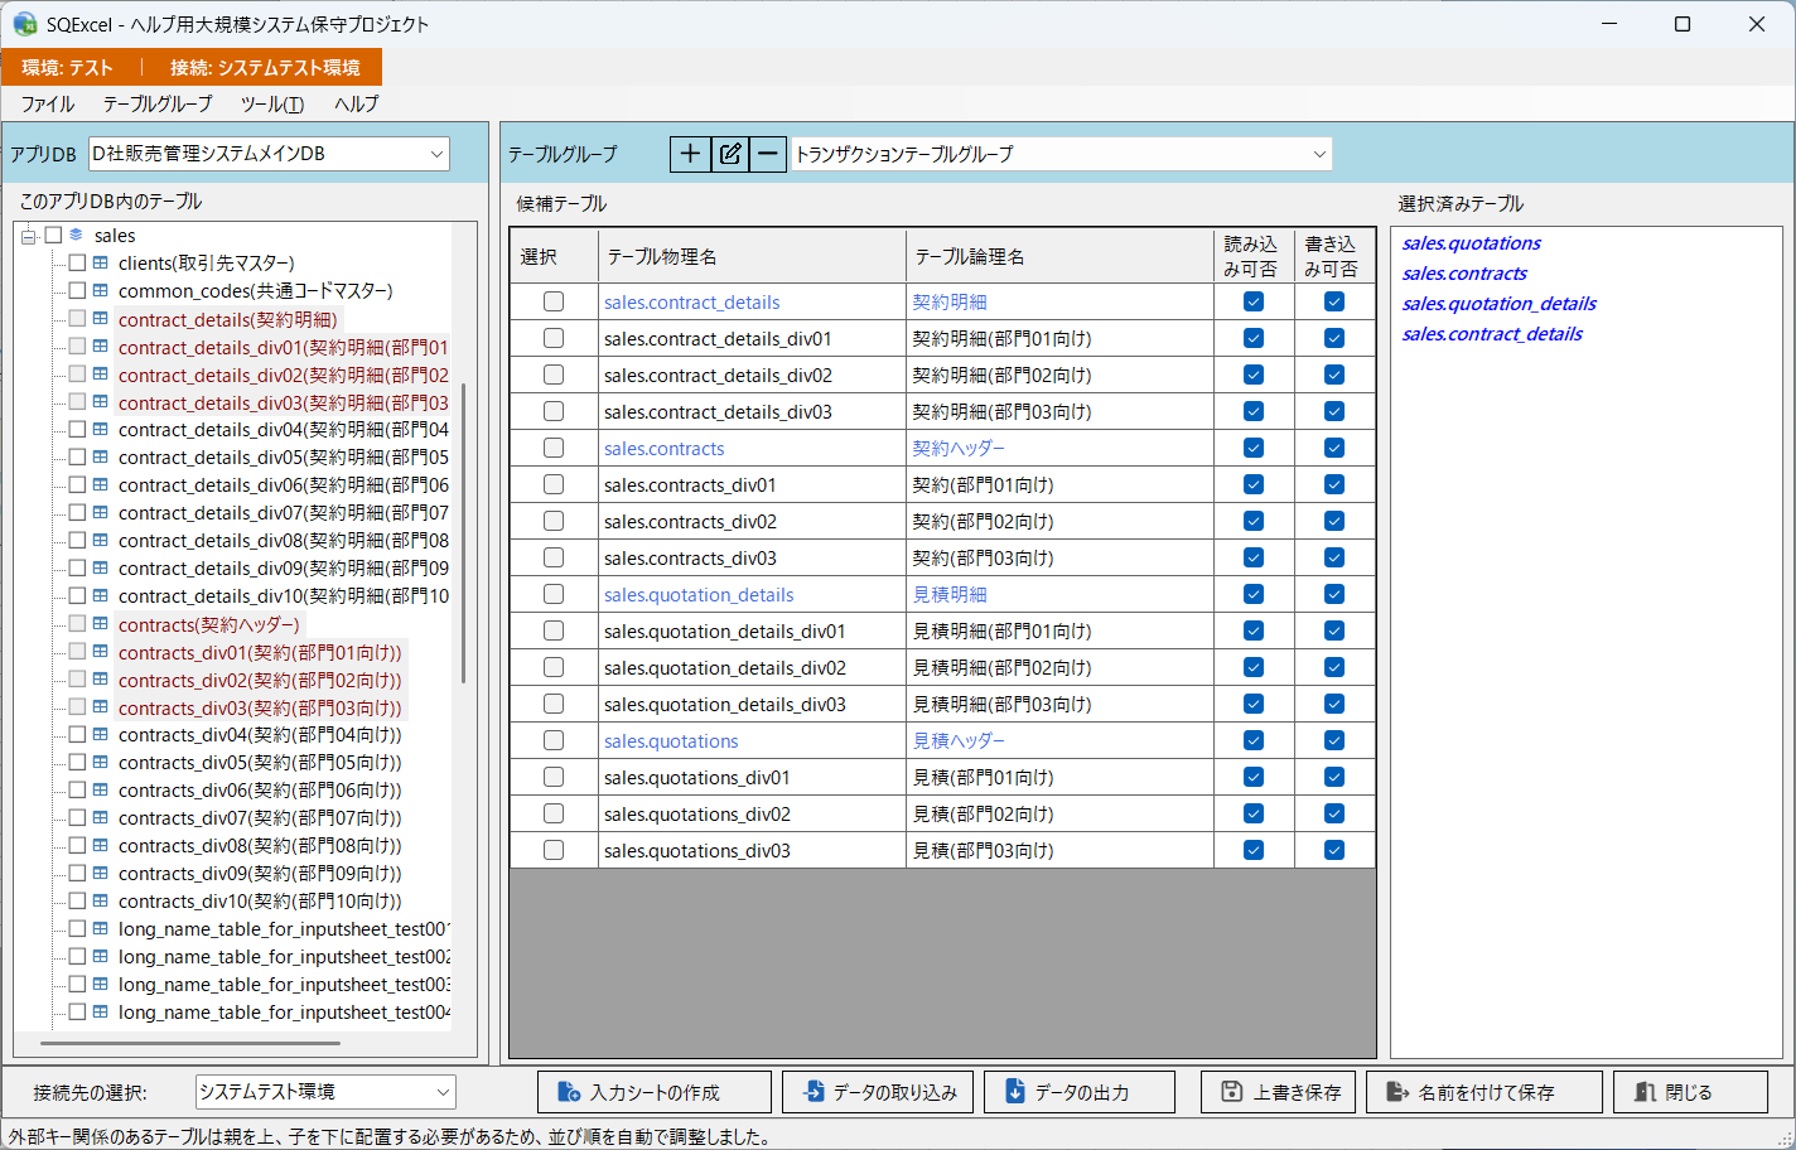 SQExcel - ヘルプ用大規模システム保守プロジェクト
環境: テスト | 接続: システムテスト環境
ファイル テーブルグループ ツール(T) ヘルプ
アプリDB D社販売管理システムメインDB
テーブルグループ トランザクションテーブルグループ
このアプリDB内のテーブル
sales
clients(取引先マスター)
common_codes(共通コードマスター)
contract_details(契約明細)
contract_details_div01(契約明細(部門01
contract_details_div02(契約明細(部門02
contract_details_div03(契約明細(部門03
contract_details_div04(契約明細(部門04
contract_details_div05(契約明細(部門05
contract_details_div06(契約明細(部門06
contract_details_div07(契約明細(部門07
contract_details_div08(契約明細(部門08
contract_details_div09(契約明細(部門09
contract_details_div10(契約明細(部門10
contracts(契約ヘッダー)
contracts_div01(契約(部門01向け))
contracts_div02(契約(部門02向け))
contracts_div03(契約(部門03向け))
contracts_div04(契約(部門04向け))
contracts_div05(契約(部門05向け))
contracts_div06(契約(部門06向け))
contracts_div07(契約(部門07向け))
contracts_div08(契約(部門08向け))
contracts_div09(契約(部門09向け))
contracts_div10(契約(部門10向け))
long_name_table_for_inputsheet_test001
long_name_table_for_inputsheet_test002
long_name_table_for_inputsheet_test003
long_name_table_for_inputsheet_test004
候補テーブル
選択 テーブル物理名 テーブル論理名 読み込み可否 書き込み可否
sales.contract_details 契約明細
sales.contract_details_div01 契約明細(部門01向け)
sales.contract_details_div02 契約明細(部門02向け)
sales.contract_details_div03 契約明細(部門03向け)
sales.contracts 契約ヘッダー
sales.contracts_div01 契約(部門01向け)
sales.contracts_div02 契約(部門02向け)
sales.contracts_div03 契約(部門03向け)
sales.quotation_details 見積明細
sales.quotation_details_div01 見積明細(部門01向け)
sales.quotation_details_div02 見積明細(部門02向け)
sales.quotation_details_div03 見積明細(部門03向け)
sales.quotations 見積ヘッダー
sales.quotations_div01 見積(部門01向け)
sales.quotations_div02 見積(部門02向け)
sales.quotations_div03 見積(部門03向け)
選択済みテーブル
sales.quotations
sales.contracts
sales.quotation_details
sales.contract_details
接続先の選択: システムテスト環境
入力シートの作成 データの取り込み データの出力 上書き保存 名前を付けて保存 閉じる
外部キー関係のあるテーブルは親を上、子を下に配置する必要があるため、並び順を自動で調整しました。